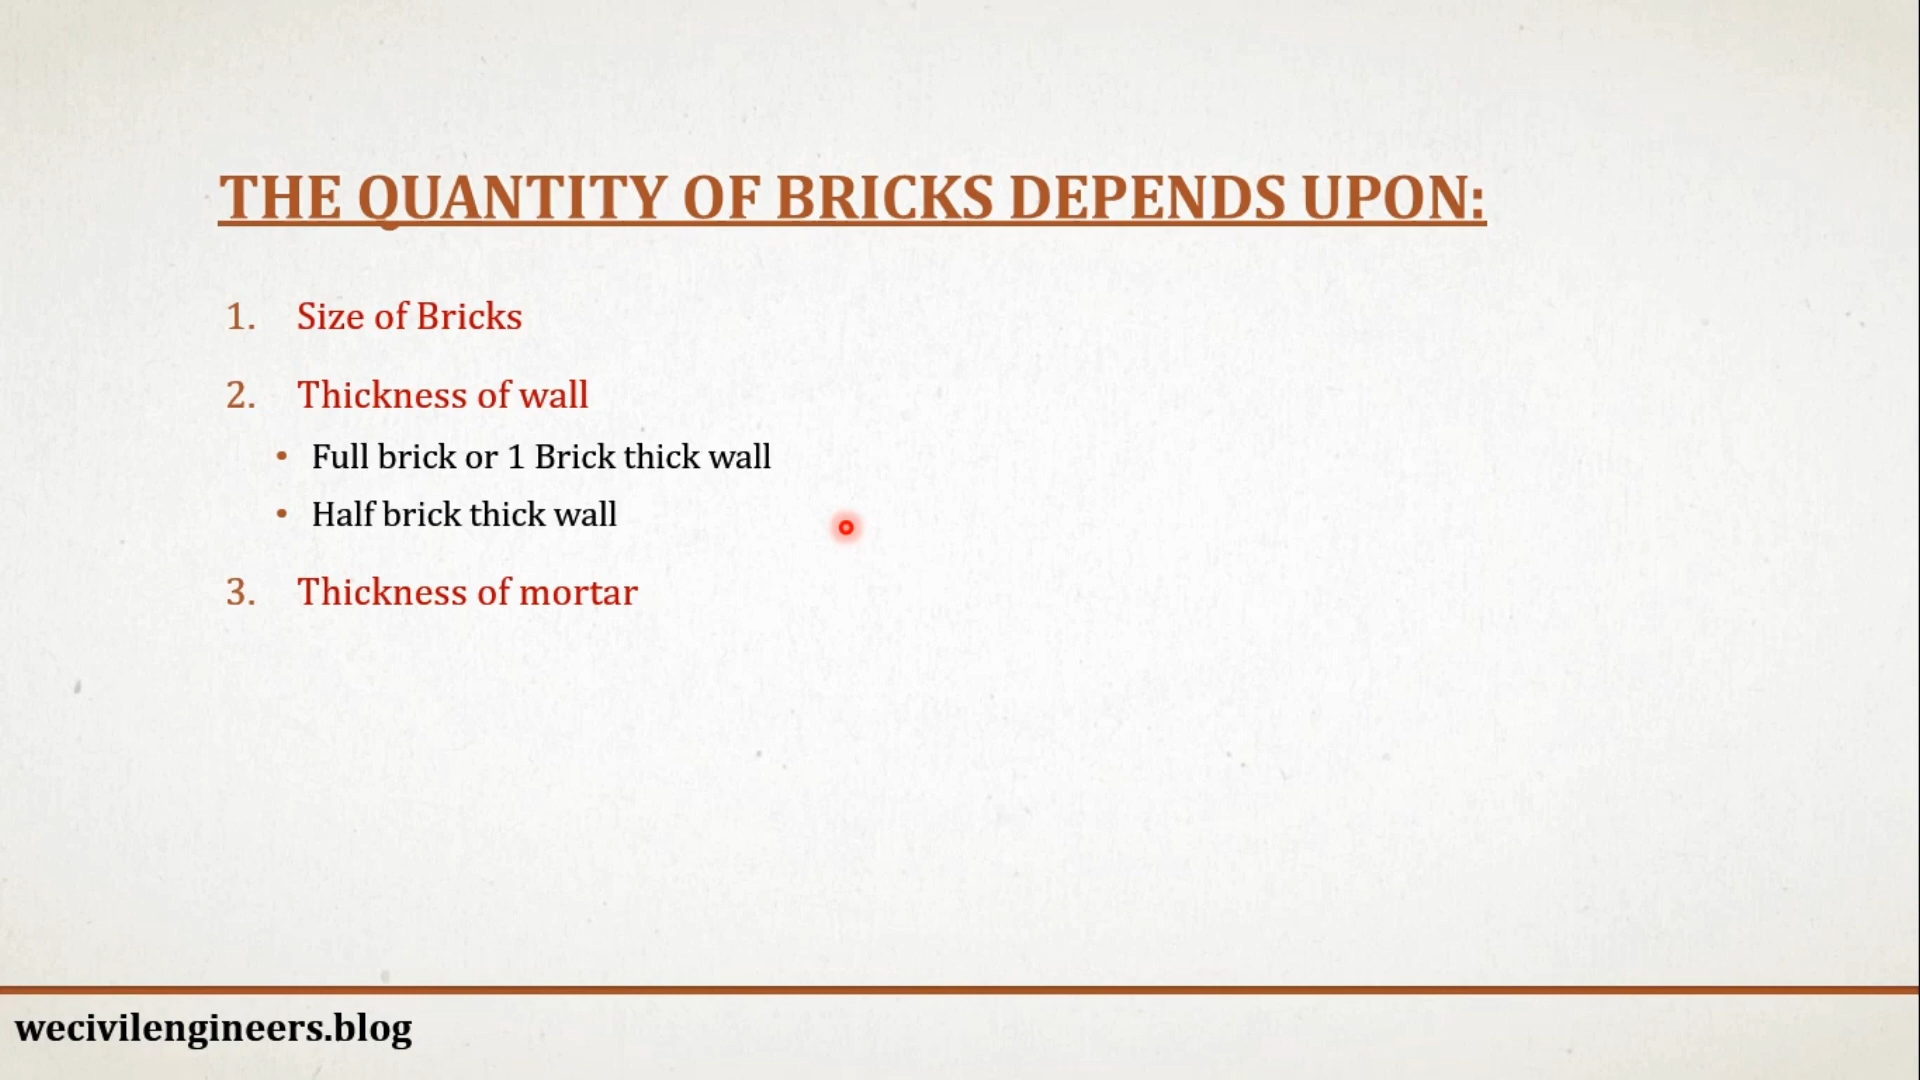 THE QUANTITY OF BRICKS DEPENDS UPON:
1. Size of Bricks
2. Thickness of wall
• Full brick or 1 Brick thick wall
• Half brick thick wall
3. Thickness of mortar
wecivilengineers.blog